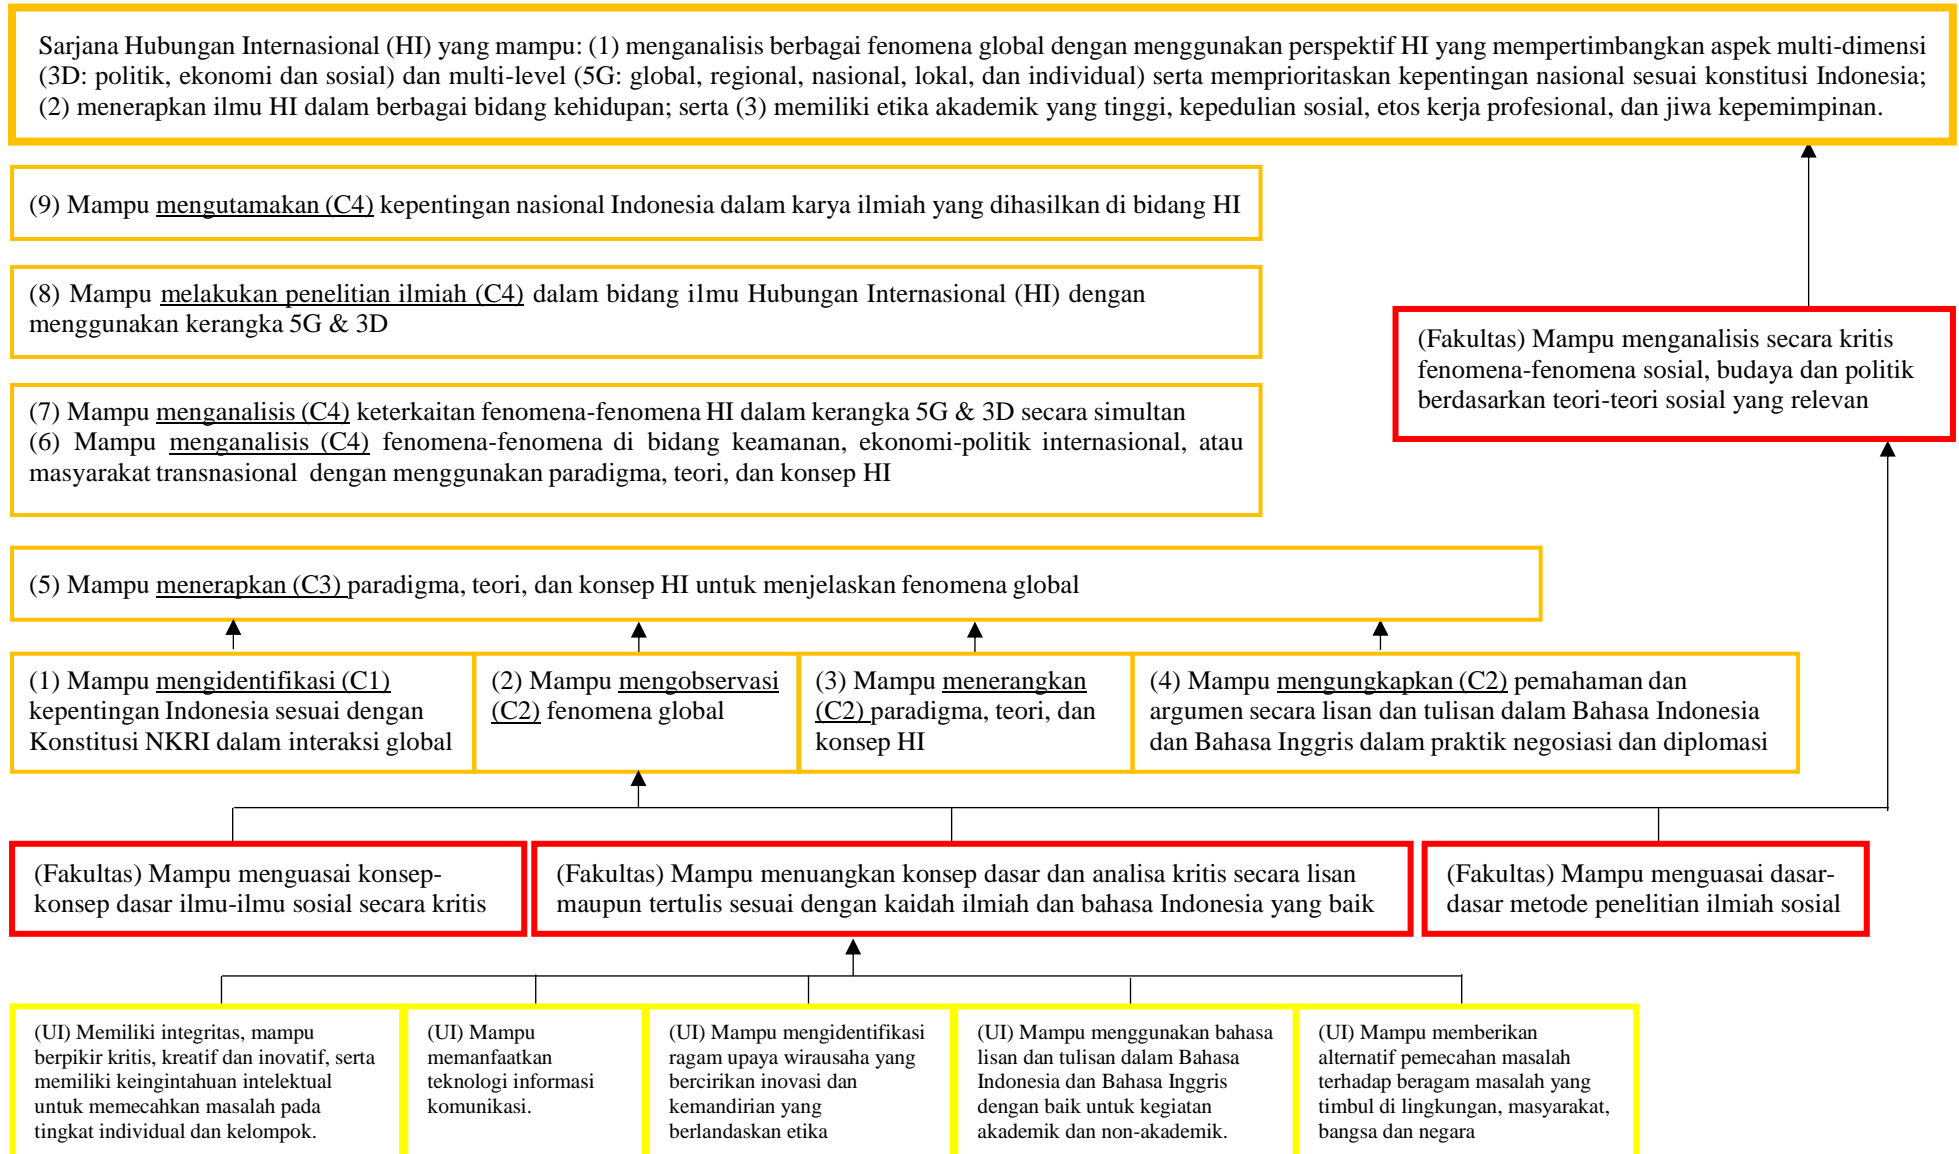 Sarjana Hubungan Internasional (HI) yang mampu: (1) menganalisis berbagai fenomena global dengan menggunakan perspektif HI yang mempertimbangkan aspek multi-dimensi
(3D: politik, ekonomi dan sosial) dan multi-level (5G: global, regional, nasional, lokal, dan individual) serta memprioritaskan kepentingan nasional sesuai konstitusi Indonesia;
(2) menerapkan ilmu HI dalam berbagai bidang kehidupan; serta (3) memiliki etika akademik yang tinggi, kepedulian sosial, etos kerja profesional, dan jiwa kepemimpinan.
(9) Mampu mengutamakan (C4) kepentingan nasional Indonesia dalam karya ilmiah yang dihasilkan di bidang HI
(8) Mampu melakukan penelitian ilmiah (C4) dalam bidang ilmu Hubungan Internasional (HI) dengan
menggunakan kerangka 5G & 3D
(Fakultas) Mampu menganalisis secara kritis
fenomena-fenomena sosial, budaya dan politik
berdasarkan teori-teori sosial yang relevan
(7) Mampu menganalisis (C4) keterkaitan fenomena-fenomena HI dalam kerangka 5G & 3D secara simultan
(6) Mampu menganalisis (C4) fenomena-fenomena di bidang keamanan, ekonomi-politik internasional, atau
masyarakat transnasional dengan menggunakan paradigma, teori, dan konsep HI
(5) Mampu menerapkan (C3) paradigma, teori, dan konsep HI untuk menjelaskan fenomena global
(1) Mampu mengidentifikasi (C1)
kepentingan Indonesia sesuai dengan
Konstitusi NKRI dalam interaksi global
(2) Mampu mengobservasi
(C2) fenomena global
(3) Mampu menerangkan
(C2) paradigma, teori, dan
konsep HI
(4) Mampu mengungkapkan (C2) pemahaman dan
argumen secara lisan dan tulisan dalam Bahasa Indonesia
dan Bahasa Inggris dalam praktik negosiasi dan diplomasi
(Fakultas) Mampu menguasai konsep-
konsep dasar ilmu-ilmu sosial secara kritis
(Fakultas) Mampu menuangkan konsep dasar dan analisa kritis secara lisan
maupun tertulis sesuai dengan kaidah ilmiah dan bahasa Indonesia yang baik
(Fakultas) Mampu menguasai dasar-
dasar metode penelitian ilmiah sosial
(UI) Memiliki integritas, mampu
berpikir kritis, kreatif dan inovatif, serta
memiliki keingintahuan intelektual
untuk memecahkan masalah pada
tingkat individual dan kelompok.
(UI) Mampu
memanfaatkan
teknologi informasi
komunikasi.
(UI) Mampu mengidentifikasi
ragam upaya wirausaha yang
bercirikan inovasi dan
kemandirian yang
berlandaskan etika
(UI) Mampu menggunakan bahasa
lisan dan tulisan dalam Bahasa
Indonesia dan Bahasa Inggris
dengan baik untuk kegiatan
akademik dan non-akademik.
(UI) Mampu memberikan
alternatif pemecahan masalah
terhadap beragam masalah yang
timbul di lingkungan, masyarakat,
bangsa dan negara